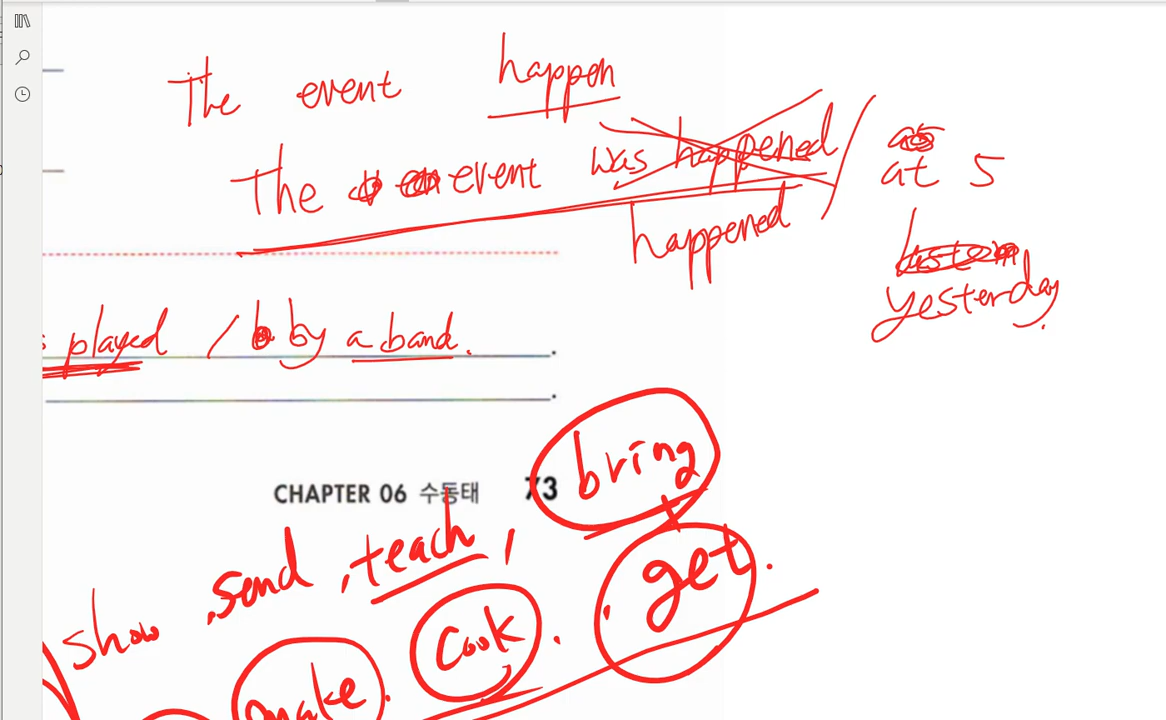 The event happen
The event was happened / at 5
happened
yesterday.
played / by a band.
CHAPTER 06 수동태 73
bring
show, send, teach,
make. cook. get.